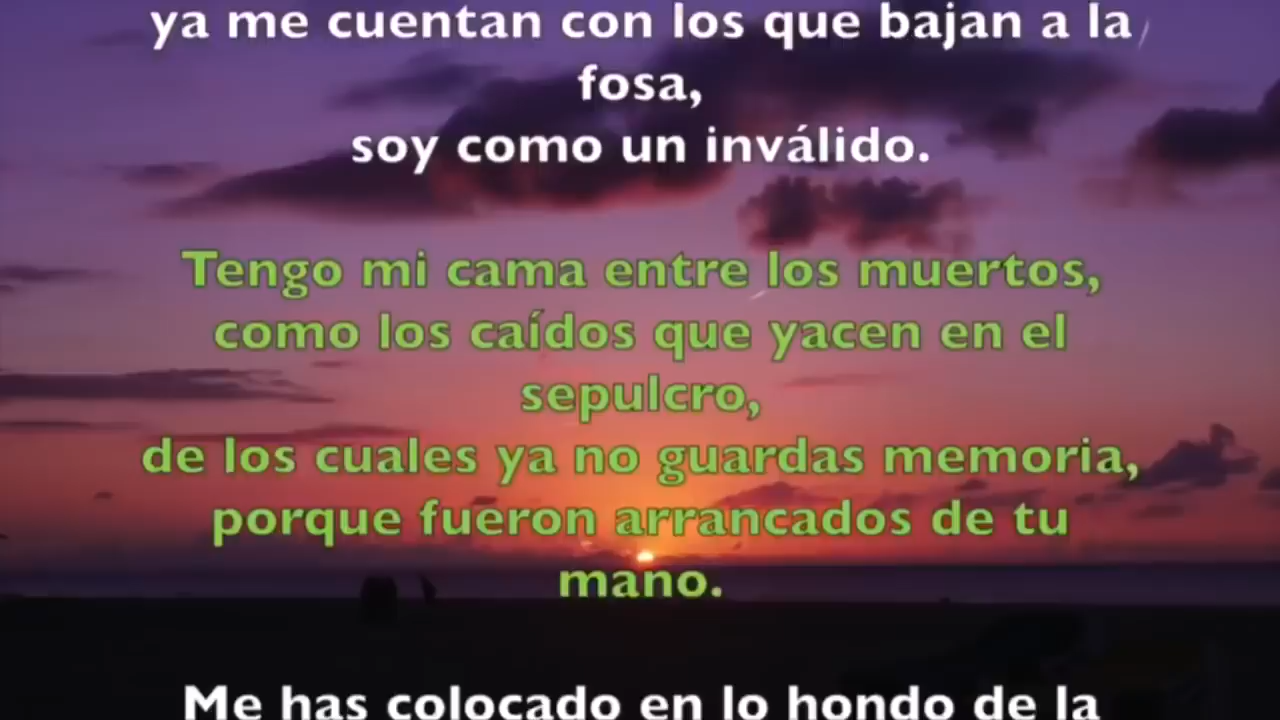 ya me cuentan con los que bajan a la
fosa,
soy como un inválido.
Tengo mi cama entre los muertos,
como los caídos que yacen en el
sepulcro,
de los cuales ya no guardas memoria,
porque fueron arrancados de tu
mano.
Me has colocado en lo hondo de la